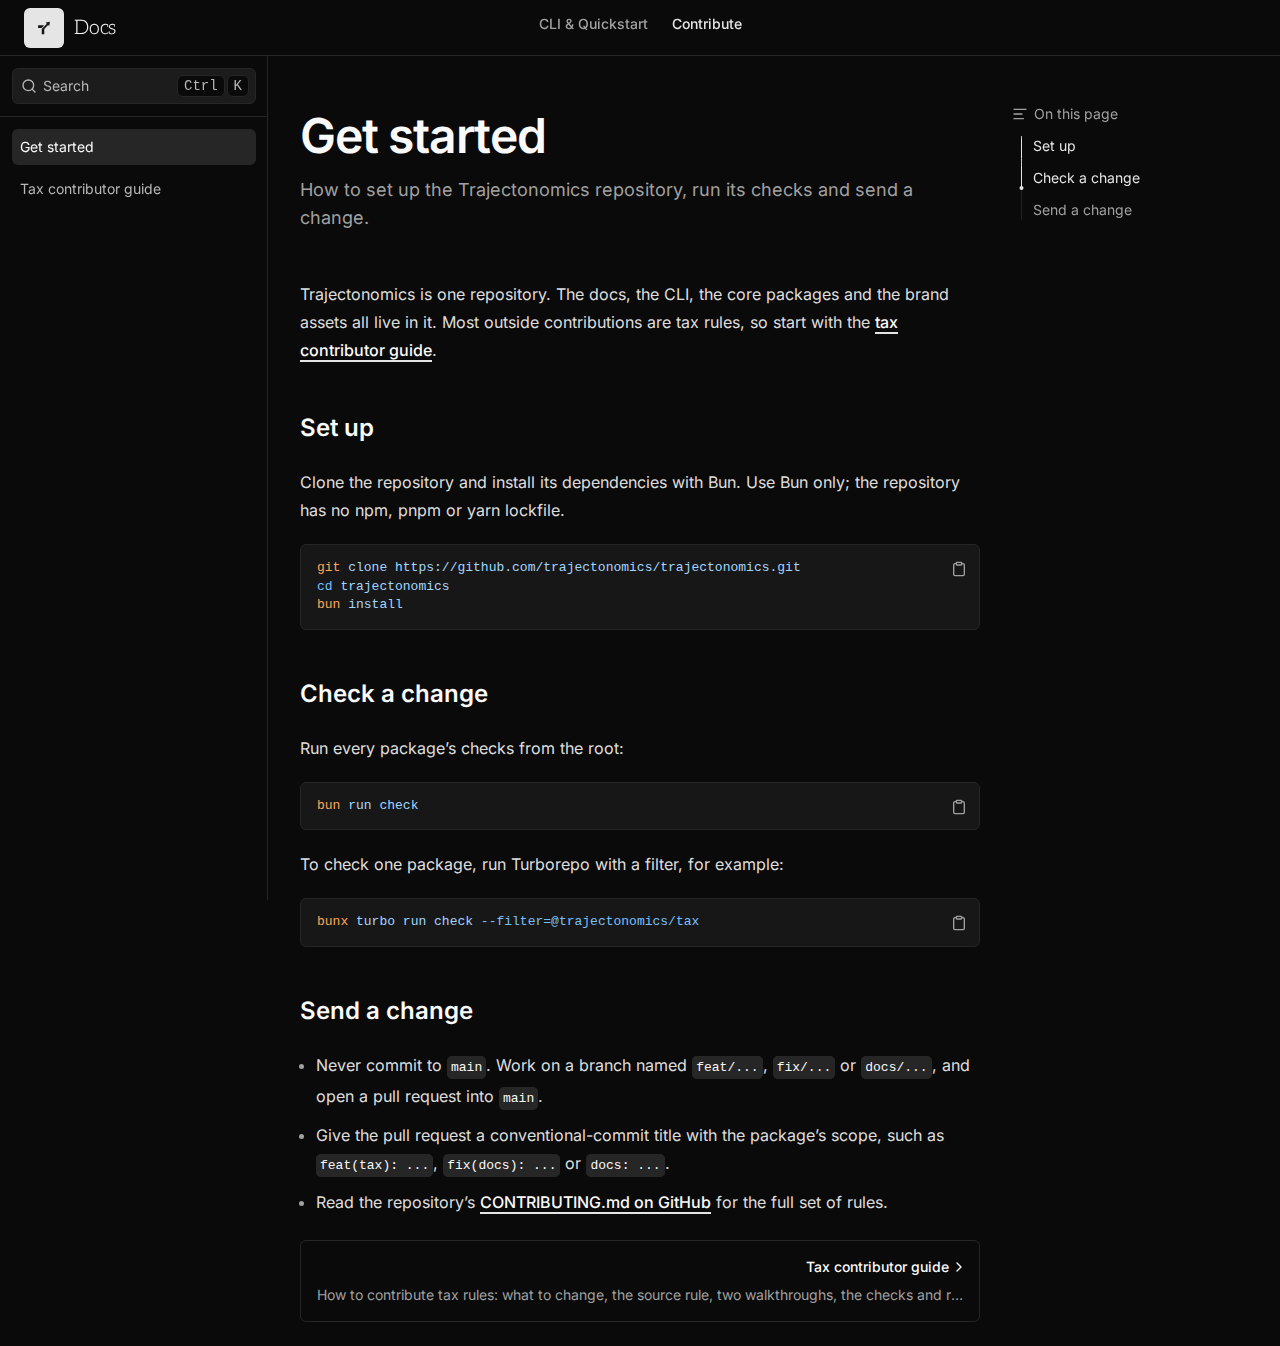 Docs
CLI & Quickstart
Contribute
Search
Ctrl K
Get started
Tax contributor guide
Get started
How to set up the Trajectonomics repository, run its checks and send a
change.
Trajectonomics is one repository. The docs, the CLI, the core packages and the brand
assets all live in it. Most outside contributions are tax rules, so start with the tax
contributor guide.
Set up
Clone the repository and install its dependencies with Bun. Use Bun only; the repository
has no npm, pnpm or yarn lockfile.
git clone https://github.com/trajectonomics/trajectonomics.git
cd trajectonomics
bun install
Check a change
Run every package’s checks from the root:
bun run check
To check one package, run Turborepo with a filter, for example:
bunx turbo run check --filter=@trajectonomics/tax
Send a change
Never commit to main. Work on a branch named feat/..., fix/... or docs/..., and
open a pull request into main.
Give the pull request a conventional-commit title with the package’s scope, such as
feat(tax): ..., fix(docs): ... or docs: ....
Read the repository’s CONTRIBUTING.md on GitHub for the full set of rules.
Tax contributor guide
How to contribute tax rules: what to change, the source rule, two walkthroughs, the checks and r...
On this page
Set up
Check a change
Send a change